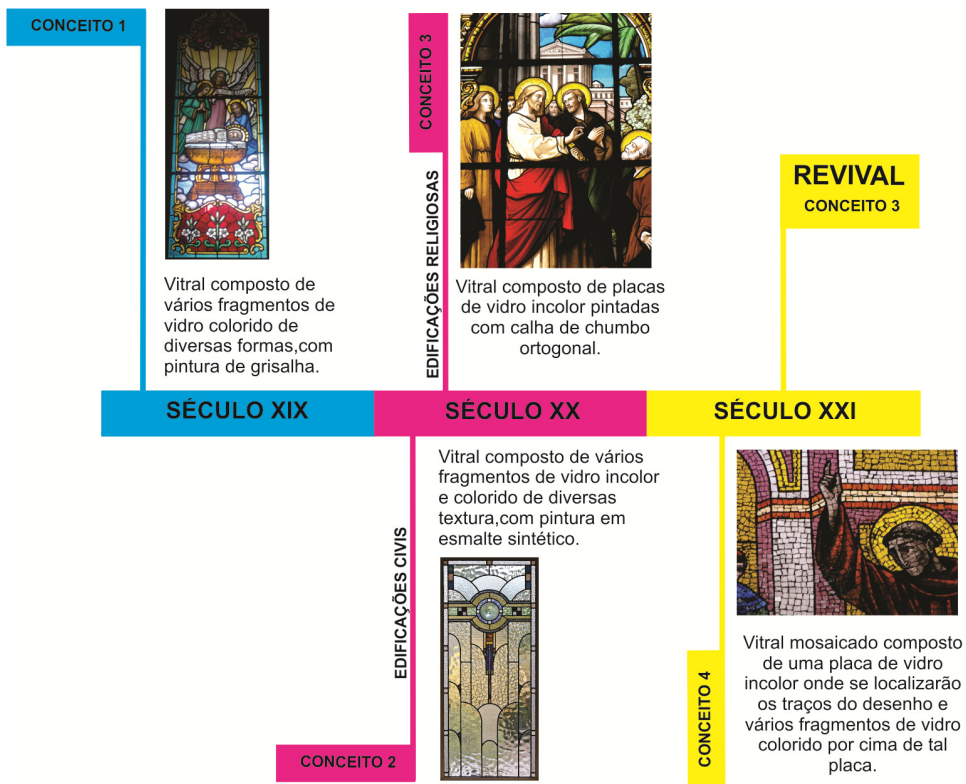 CONCEITO 1
Vitral composto de
vários fragmentos de
vidro colorido de
diversas formas,com
pintura de grisalha.
CONCEITO 3
EDIFICAÇÕES RELIGIOSAS
Vitral composto de placas
de vidro incolor pintadas
com calha de chumbo
ortogonal.
REVIVAL
CONCEITO 3
SÉCULO XIX
SÉCULO XX
SÉCULO XXI
Vitral composto de vários
fragmentos de vidro incolor
e colorido de diversas
textura,com pintura em
esmalte sintético.
EDIFICAÇÕES CIVIS
CONCEITO 2
CONCEITO 4
Vitral mosaicado composto
de uma placa de vidro
incolor onde se localizarão
os traços do desenho e
vários fragmentos de vidro
colorido por cima de tal
placa.